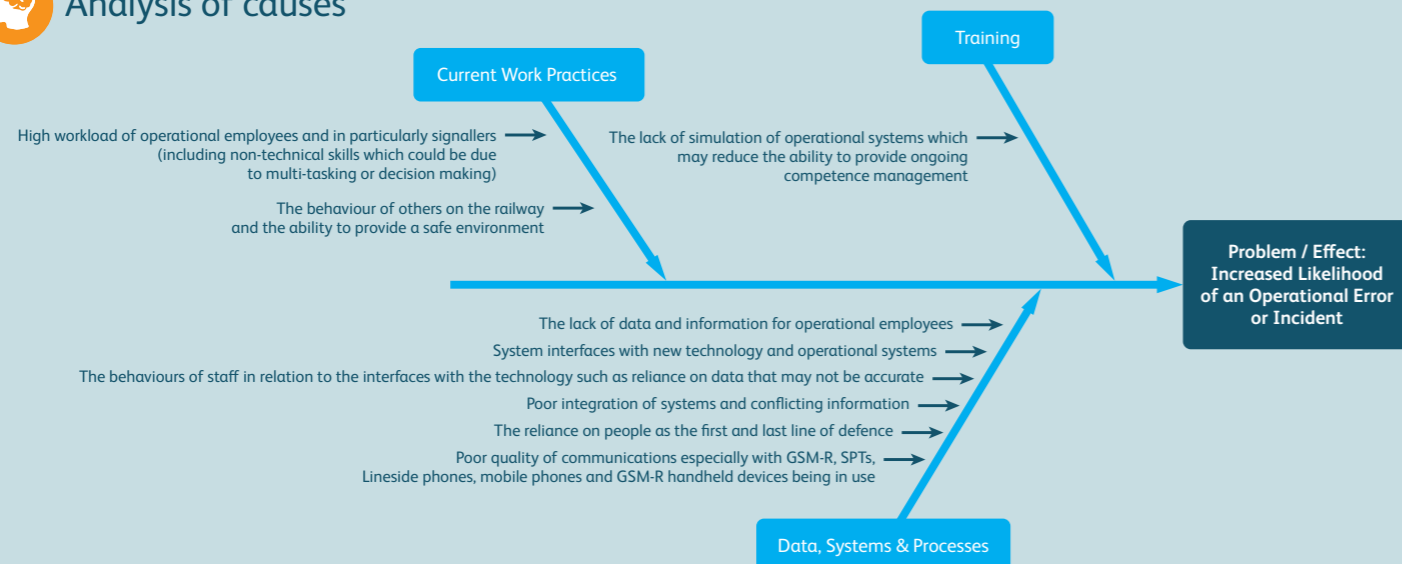 Analysis of causes
Training
Current Work Practices
High workload of operational employees and in particularly signallers
(including non-technical skills which could be due
to multi-tasking or decision making)
The behaviour of others on the railway
and the ability to provide a safe environment
The lack of simulation of operational systems which
may reduce the ability to provide ongoing
competence management
Problem / Effect:
Increased Likelihood
of an Operational Error
or Incident
The lack of data and information for operational employees
System interfaces with new technology and operational systems
The behaviours of staff in relation to the interfaces with the technology such as reliance on data that may not be accurate
Poor integration of systems and conflicting information
The reliance on people as the first and last line of defence
Poor quality of communications especially with GSM-R, SPTs,
Lineside phones, mobile phones and GSM-R handheld devices being in use
Data, Systems & Processes